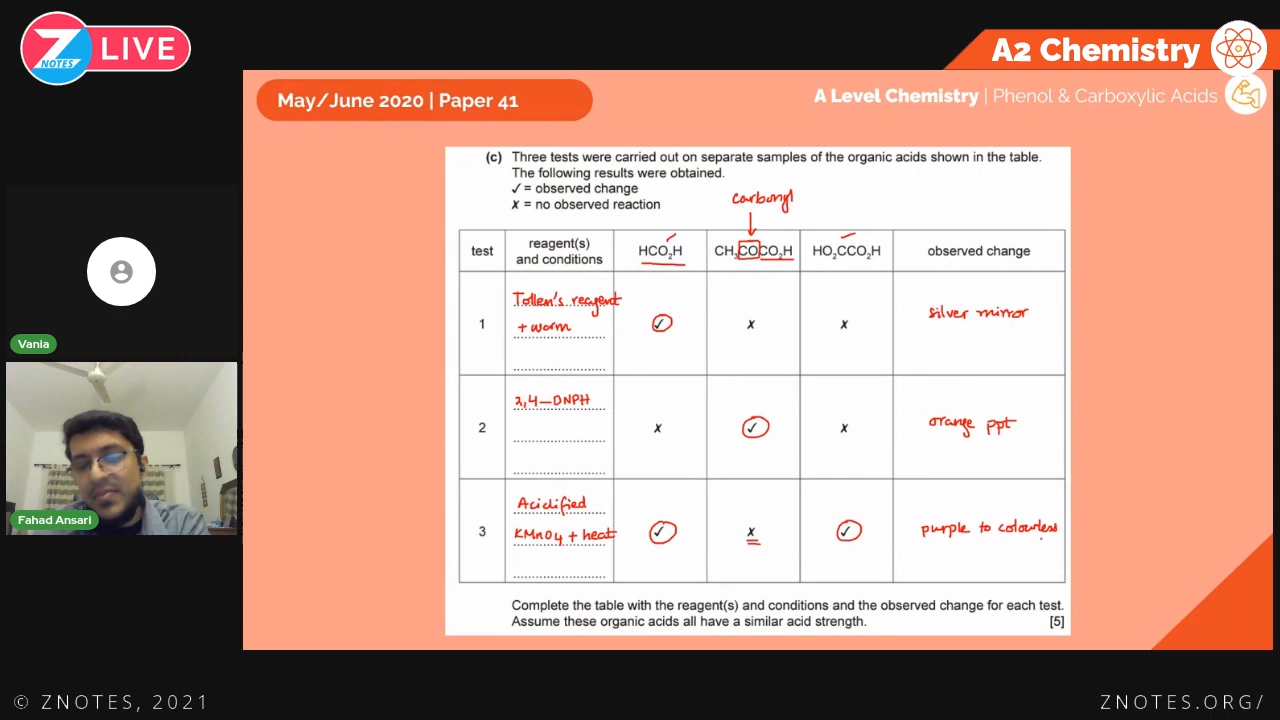 Z NOTES LIVE
A2 Chemistry
May/June 2020 | Paper 41
A Level Chemistry | Phenol & Carboxylic Acids
(c) Three tests were carried out on separate samples of the organic acids shown in the table.
The following results were obtained.
✓ = observed change
✗ = no observed reaction
carbonyl
test reagent(s) and conditions HCO₂H CH₃COCO₂H HO₂CCO₂H observed change
1 Tollen's reagent ✓ ✗ ✗ silver mirror
+ warm
2 2,4-DNPH ✗ ✓ ✗ orange ppt
3 Acidified ✓ ✗ ✓ purple to colourless
KMnO₄ + heat
Complete the table with the reagent(s) and conditions and the observed change for each test.
Assume these organic acids all have a similar acid strength. [5]
Vania
Fahad Ansari
© ZNOTES, 2021
ZNOTES.ORG/